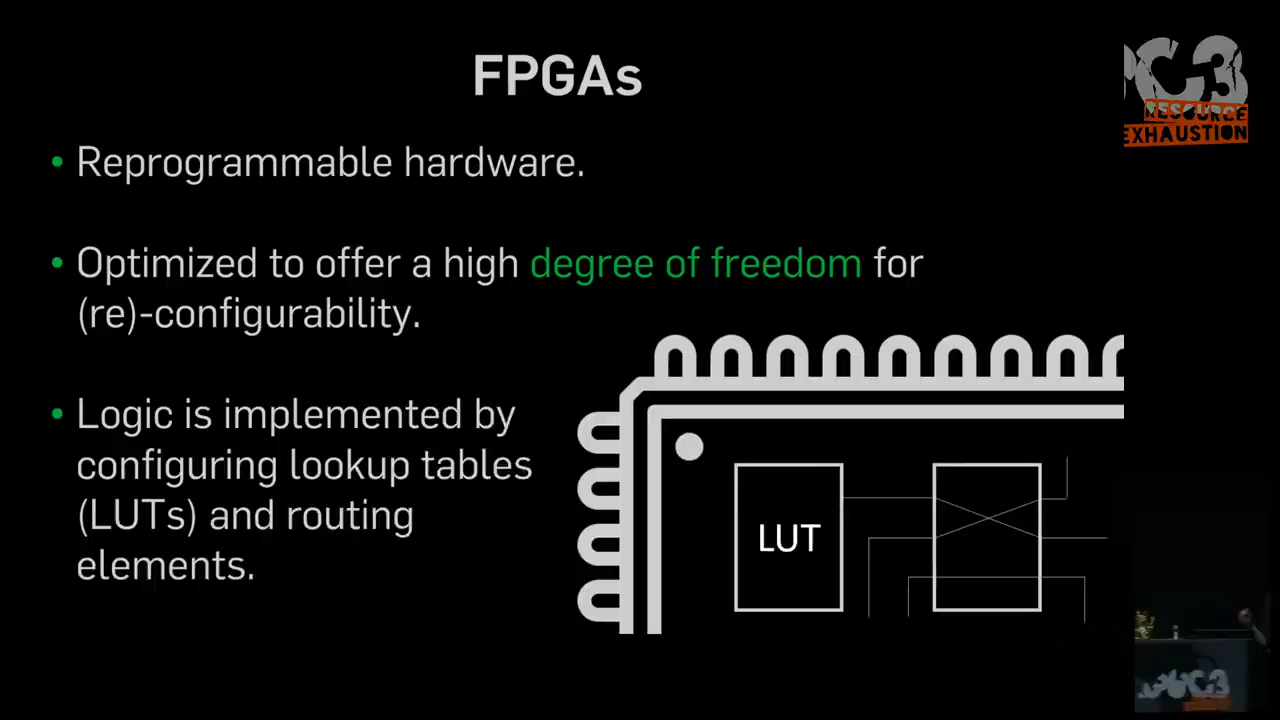 FPGAs
• Reprogrammable hardware.
• Optimized to offer a high degree of freedom for
(re)-configurability.
• Logic is implemented by
configuring lookup tables
(LUTs) and routing
elements.
LUT
C3
RESOURCE
EXHAUSTION